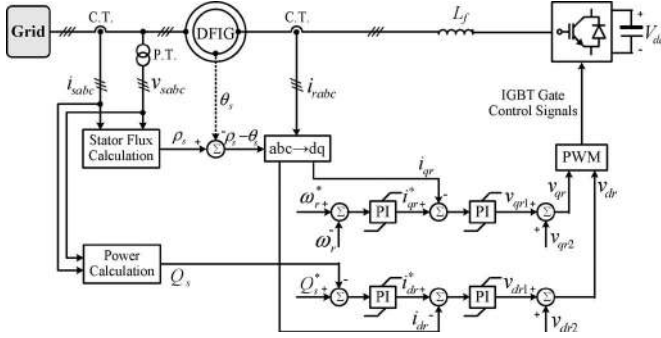 Grid
C.T.
DFIG
C.T.
L_f
V_dc
P.T.
i_sabc
v_sabc
θ_s
i_rabc
IGBT Gate
Control Signals
Stator Flux
Calculation
ρ_s + Σ - ρ_s-θ_s
abc→dq
PWM
i_qr
v_qr
v_dr
ω_r* + Σ PI i_qr* + Σ - PI v_qr1 + Σ
ω_r -
+ v_qr2
Power
Calculation
Q_s
Q_s* + Σ - PI i_dr* + Σ PI v_dr1 + Σ
i_dr -
+ v_dr2